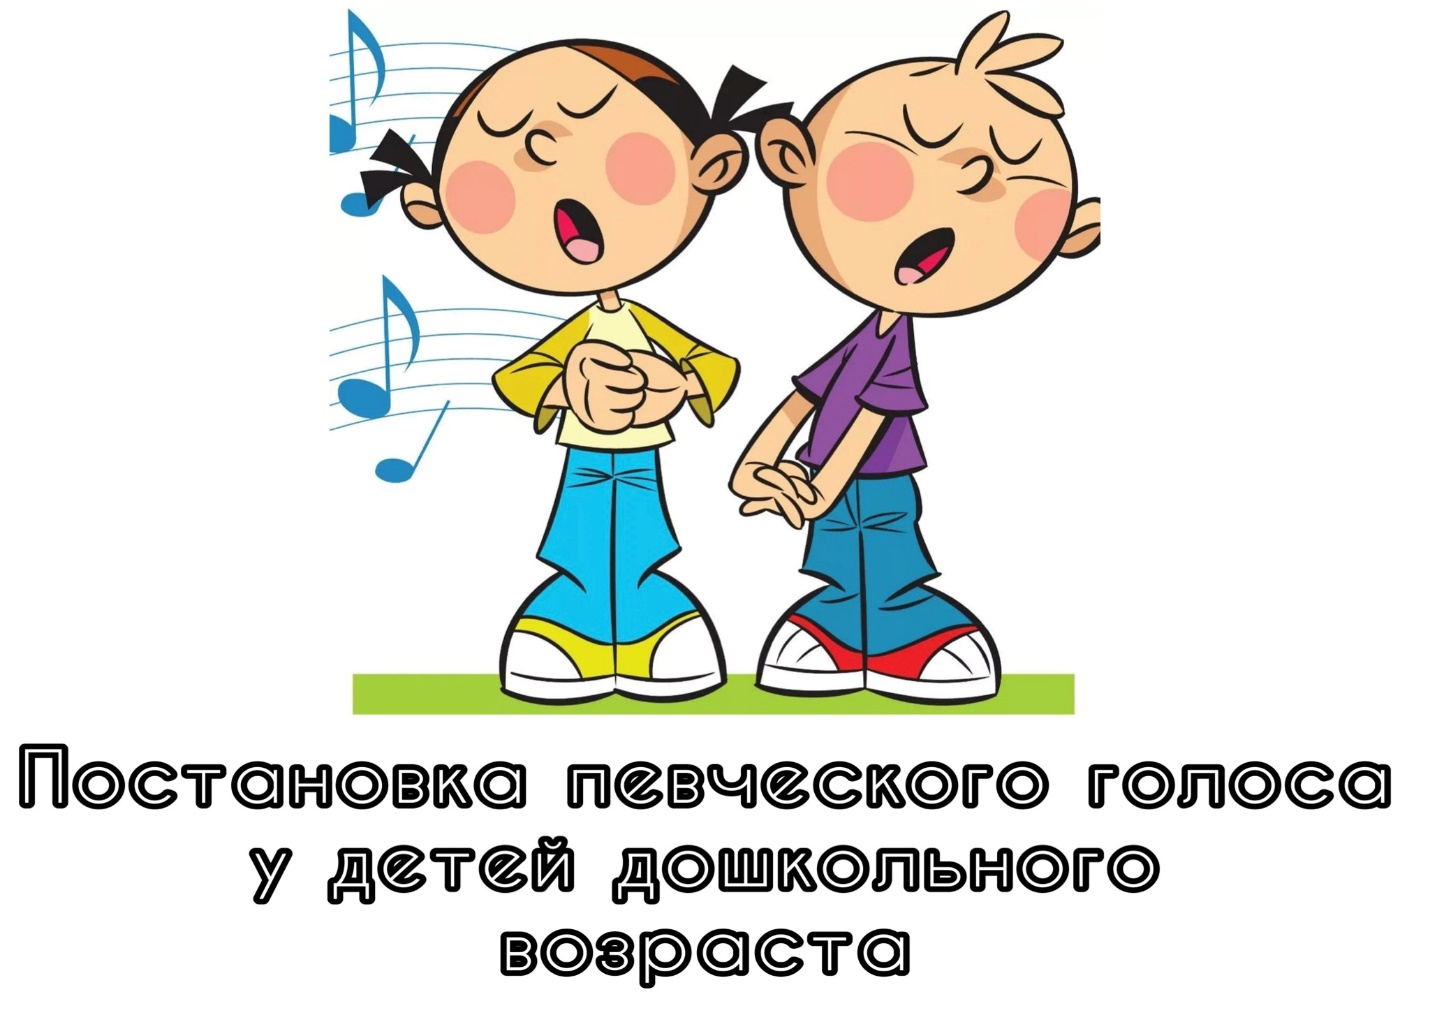 Постановка певческого голоса
у детей дошкольного
возраста